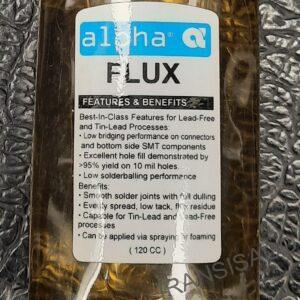 alpha® a
FLUX
FEATURES & BENEFITS
Best-In-Class Features for Lead-Free
and Tin-Lead Processes:
• Low bridging performance on connectors
and bottom side SMT components
• Excellent hole fill demonstrated by
>95% yield on 10 mil holes.
• Low solderballing performance
Benefits:
• Smooth solder joints with full dulling
• Evenly spread, low tack, residue
• Capable for Tin-Lead and Lead-Free
processes
• Can be applied via spraying or foaming
( 120 CC )